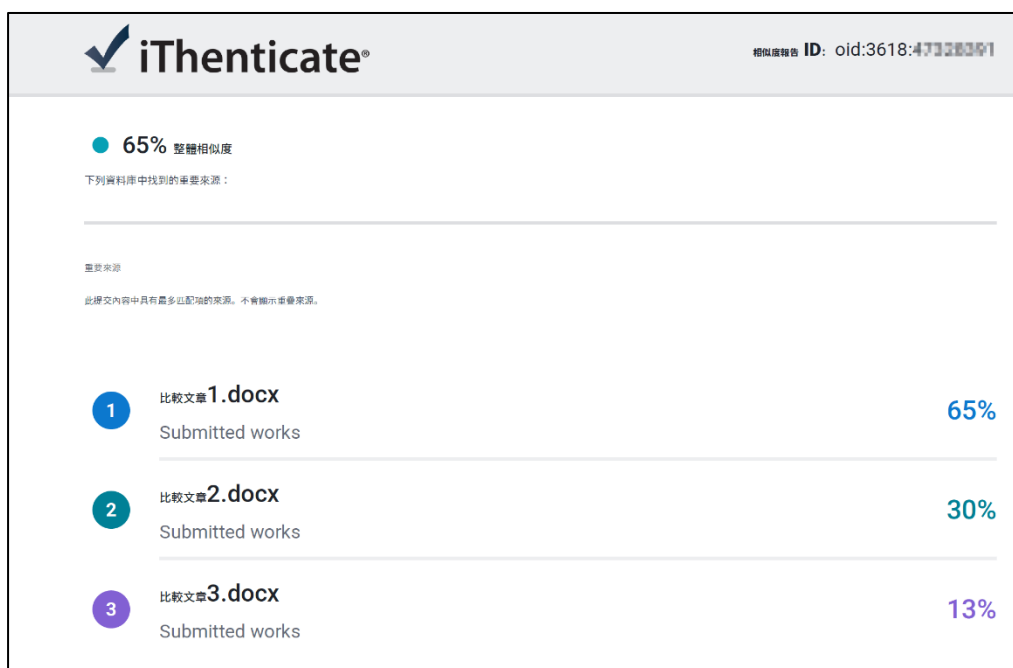 iThenticate®
相似度報告 ID: oid:3618:
65% 整體相似度
下列資料庫中找到的重要來源：
重要來源
此提交內容中具有最多匹配項的來源。不會顯示重疊來源。
1 比較文章1.docx 65%
Submitted works
2 比較文章2.docx 30%
Submitted works
3 比較文章3.docx 13%
Submitted works